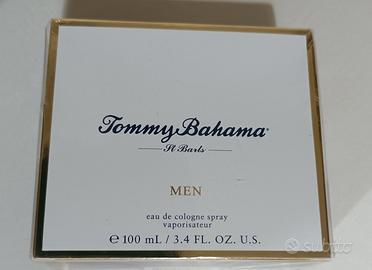 Tommy Bahama®
St Barts
MEN
eau de cologne spray
vaporisateur
℮ 100 mL / 3.4 FL. OZ. U.S.
subito